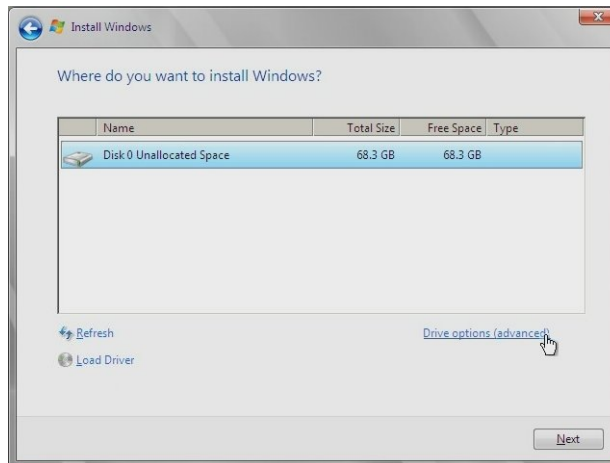 Install Windows
Where do you want to install Windows?
Name Total Size Free Space Type
Disk 0 Unallocated Space 68.3 GB 68.3 GB
Refresh Drive options (advanced)
Load Driver
Next